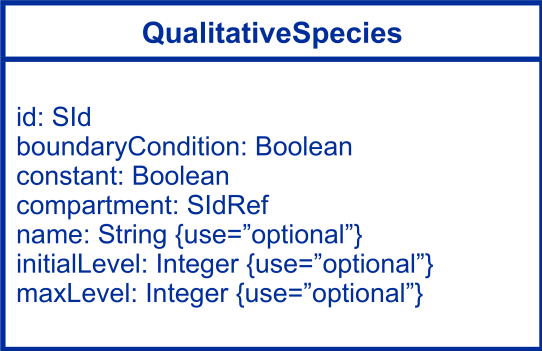 QualitativeSpecies
id: SId
boundaryCondition: Boolean
constant: Boolean
compartment: SIdRef
name: String {use=”optional”}
initialLevel: Integer {use=”optional”}
maxLevel: Integer {use=”optional”}